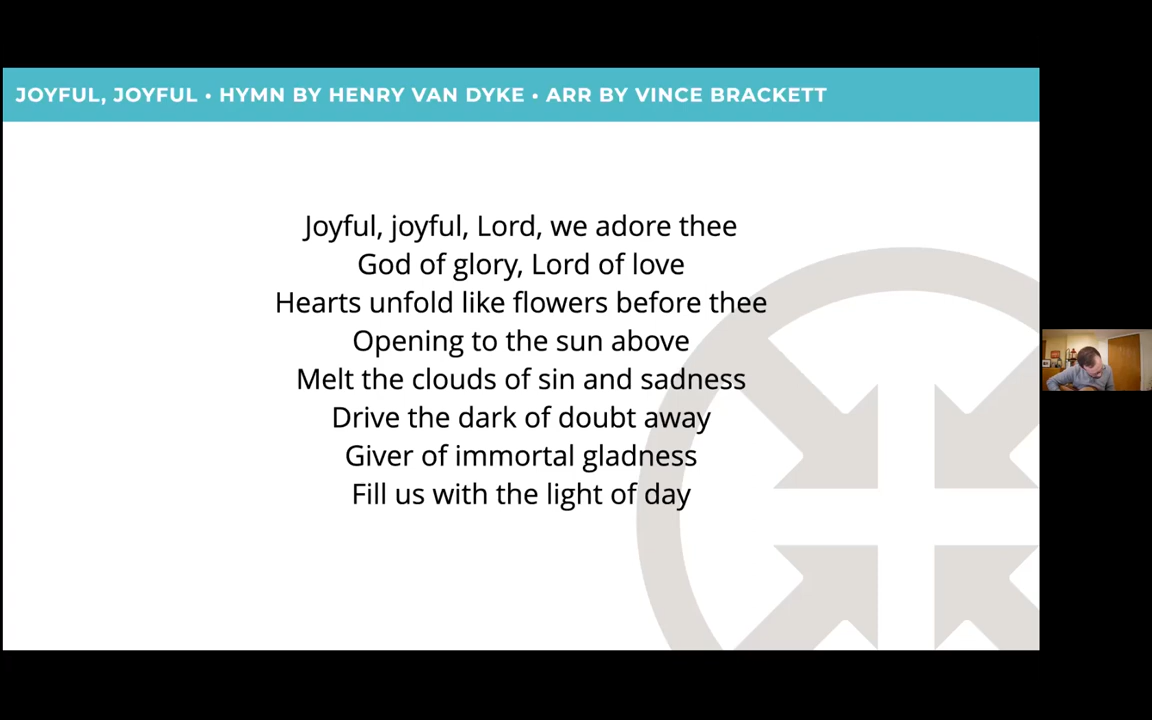 JOYFUL, JOYFUL • HYMN BY HENRY VAN DYKE • ARR BY VINCE BRACKETT
Joyful, joyful, Lord, we adore thee
God of glory, Lord of love
Hearts unfold like flowers before thee
Opening to the sun above
Melt the clouds of sin and sadness
Drive the dark of doubt away
Giver of immortal gladness
Fill us with the light of day